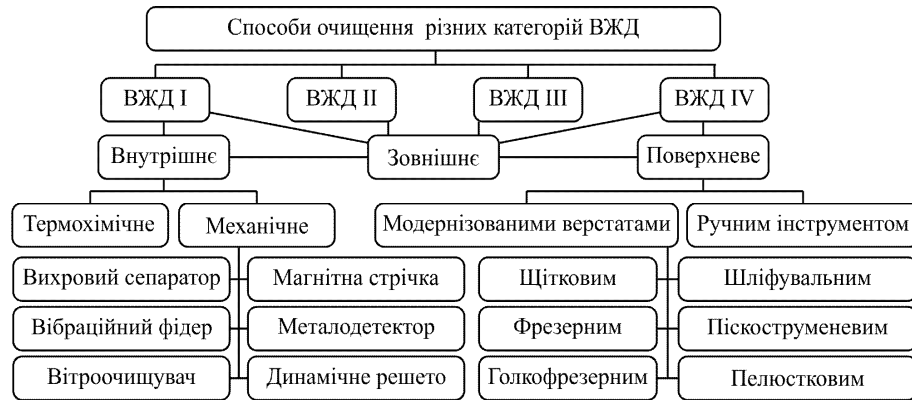 Способи очищення різних категорій ВЖД
ВЖД I
ВЖД II
ВЖД III
ВЖД IV
Внутрішнє
Зовнішнє
Поверхневе
Термохімічне
Механічне
Модернізованими верстатами
Ручним інструментом
Вихровий сепаратор
Магнітна стрічка
Щітковим
Шліфувальним
Вібраційний фідер
Металодетектор
Фрезерним
Піскоструменевим
Вітроочищувач
Динамічне решето
Голкофрезерним
Пелюстковим